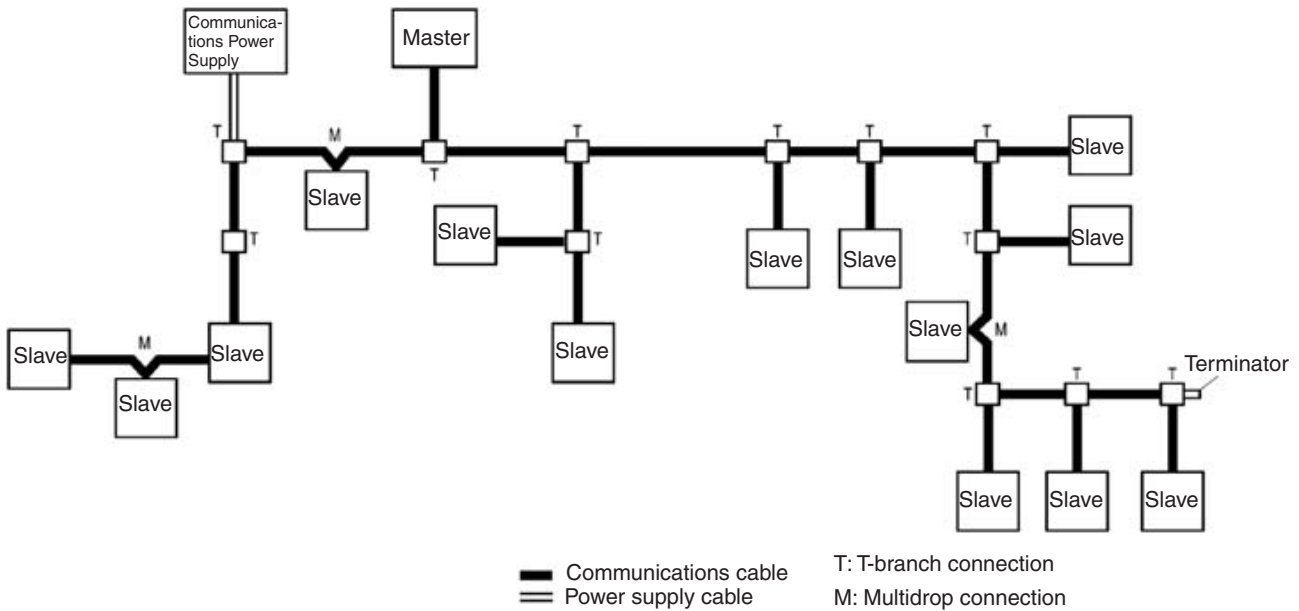 Communica-
tions Power
Supply
Master
T
M
T
T
T
T
T
Slave
Slave
Slave
T
Slave
T
T
Slave
Slave
Slave
Slave
M
Slave
Slave
Slave
M
Slave
Slave
T
T
T
Terminator
Slave
Slave
Slave
Communications cable
T: T-branch connection
Power supply cable
M: Multidrop connection